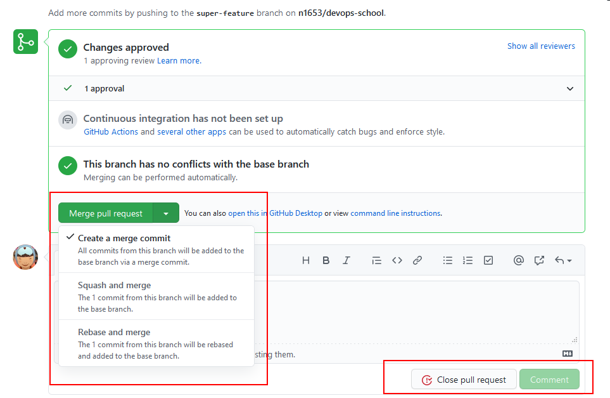 Add more commits by pushing to the super-feature branch on n1653/devops-school.
Changes approved
Show all reviewers
1 approving review Learn more.
1 approval
Continuous integration has not been set up
GitHub Actions and several other apps can be used to automatically catch bugs and enforce style.
This branch has no conflicts with the base branch
Merging can be performed automatically.
Merge pull request
You can also open this in GitHub Desktop or view command line instructions.
Create a merge commit
All commits from this branch will be added to the
base branch via a merge commit.
Squash and merge
The 1 commit from this branch will be added to
the base branch.
Rebase and merge
The 1 commit from this branch will be rebased
and added to the base branch.
H B I
them.
Close pull request
Comment